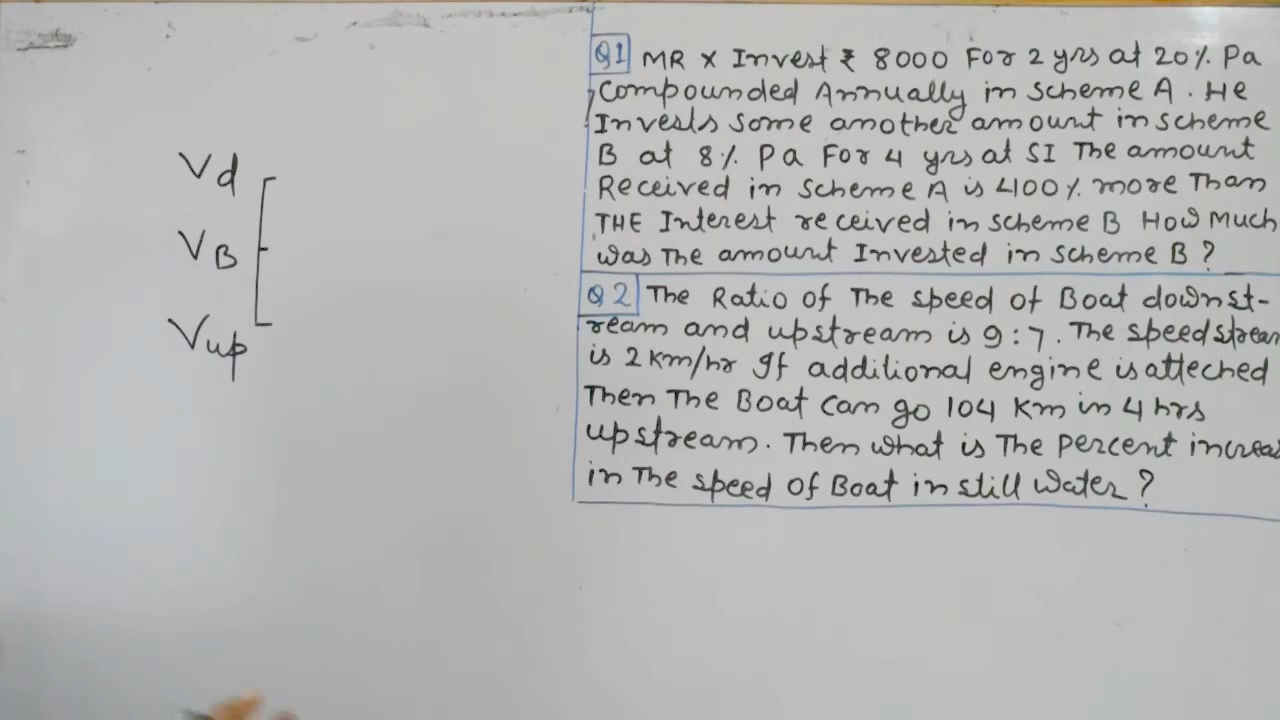 Vd
VB
Vup
Q1 MR X Invest ₹ 8000 For 2 yrs at 20% Pa
Compounded Annually in scheme A. He
Invests some another amount in scheme
B at 8% Pa For 4 yrs at SI The amount
Received in scheme A is 400% more Than
THE Interest received in scheme B How Much
was The amount Invested in scheme B?
Q2 The Ratio of The speed of Boat downst-
ream and upstream is 9:7. The speed stream
is 2 km/hr If additional engine is atteched
Then The Boat can go 104 Km in 4 hrs
upstream. Then what is The Percent increas
in The speed of Boat in still water?